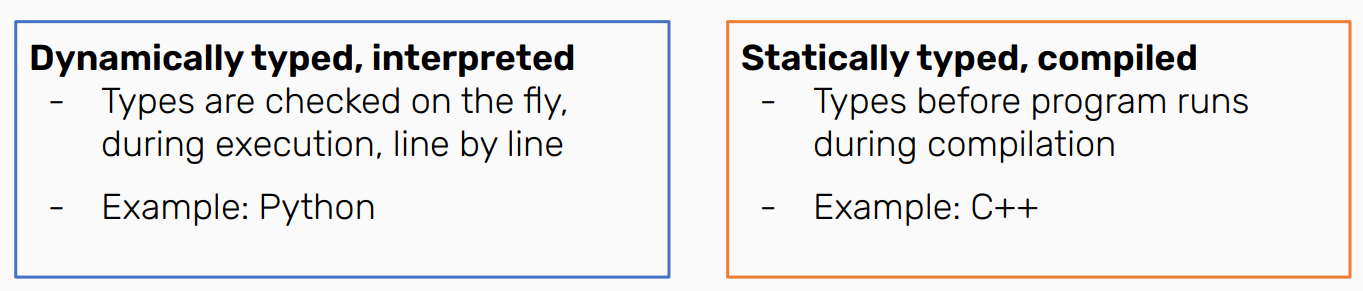 Dynamically typed, interpreted
- Types are checked on the fly,
during execution, line by line
- Example: Python
Statically typed, compiled
- Types before program runs
during compilation
- Example: C++